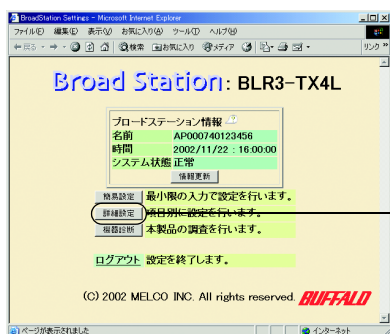 BroadStation Settings - Microsoft Internet Explorer
ファイル(F) 編集(E) 表示(V) お気に入り(A) ツール(T) ヘルプ(H)
戻る 検索 お気に入り メディア リンク »
Broad Station: BLR3-TX4L
ブロードステーション情報
名前 AP000740123456
時間 2002/11/22 : 16:00:00
システム状態 正常
情報更新
簡易設定 最小限の入力で設定を行います。
詳細設定 項目別に設定を行います。
機器診断 本製品の調査を行います。
ログアウト 設定を終了します。
(C) 2002 MELCO INC. All rights reserved. BUFFALO
ページが表示されました インターネット